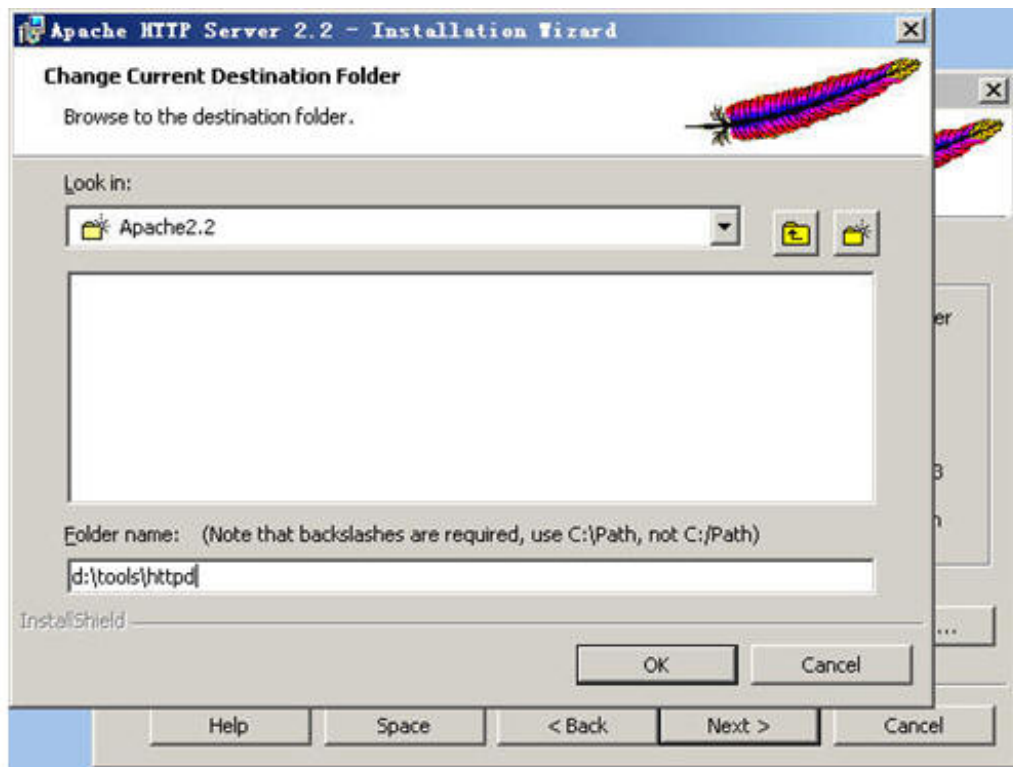 Apache HTTP Server 2.2 - Installation Wizard
Change Current Destination Folder
Browse to the destination folder.
Look in:
Apache2.2
er
3
n
Folder name: (Note that backslashes are required, use C:\Path, not C:/Path)
d:\tools\httpd
InstallShield
...
OK Cancel
Help Space < Back Next > Cancel